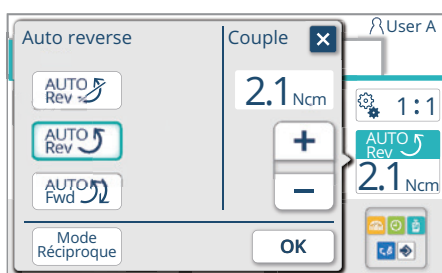 User A
Auto reverse
Couple
AUTO
Rev
2.1 Ncm
1:1
AUTO
Rev
+
AUTO
Rev
2.1 Ncm
AUTO
Fwd
−
Mode
Réciproque
OK